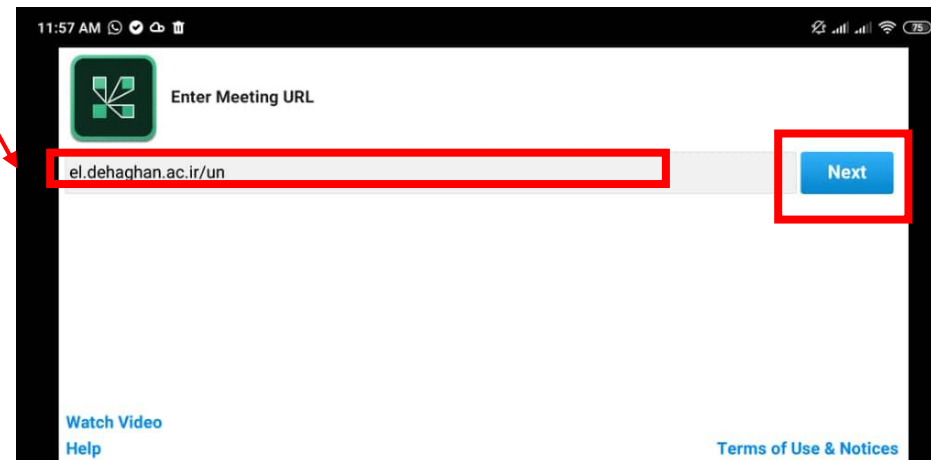 11:57 AM 75
Enter Meeting URL
el.dehaghan.ac.ir/un
Next
Watch Video
Help
Terms of Use & Notices